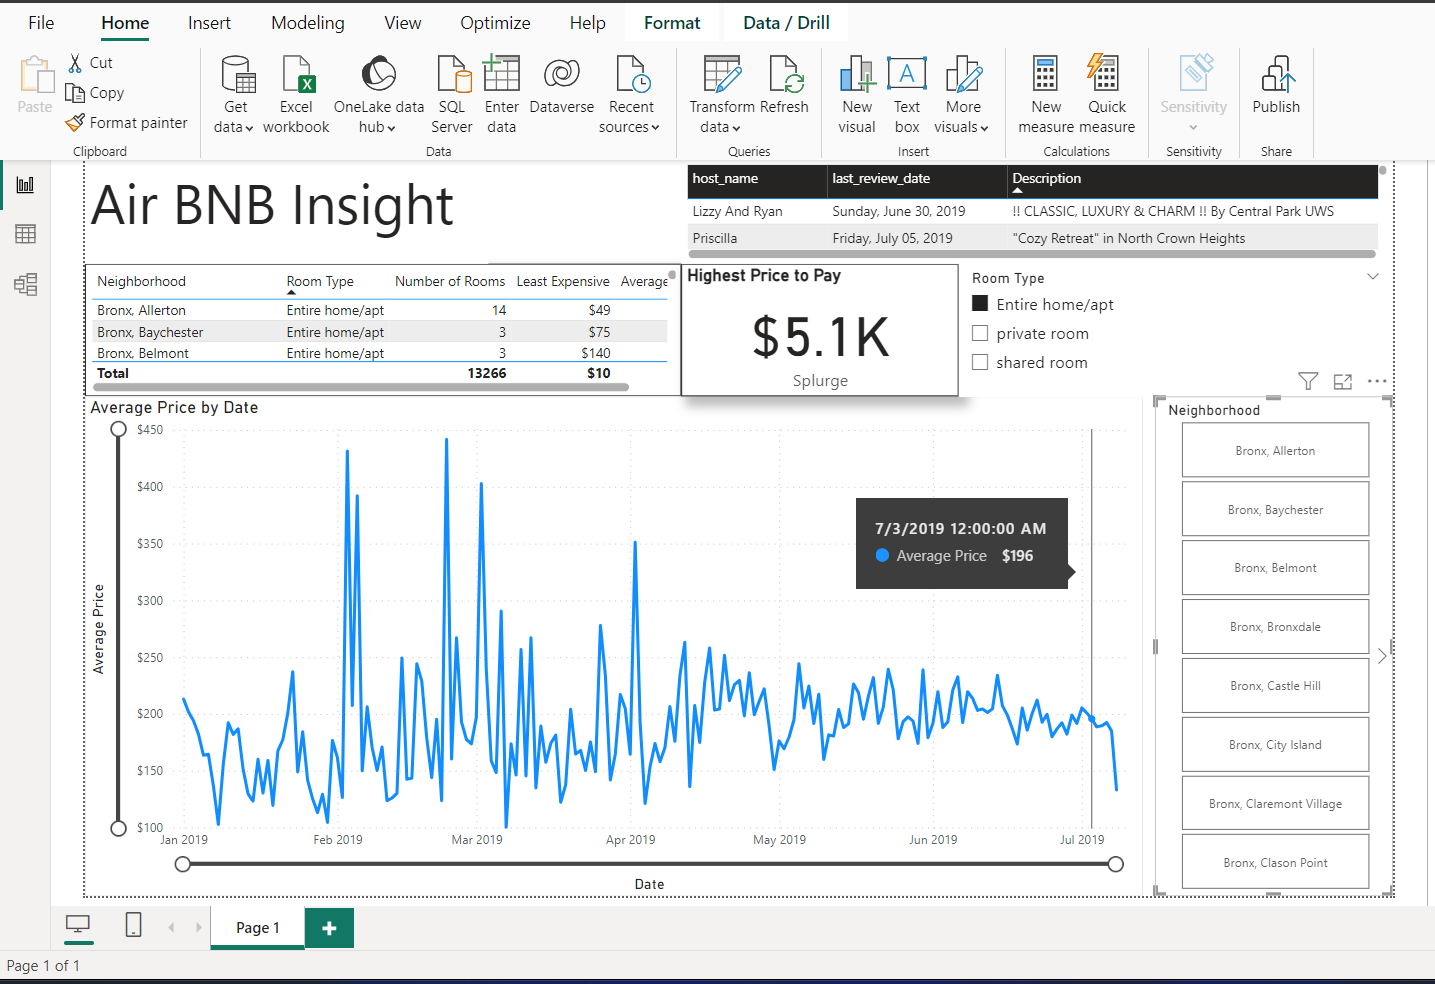 File Home Insert Modeling View Optimize Help Format Data / Drill
Paste
Cut
Copy
Format painter
Clipboard
Get data
Excel workbook
OneLake data hub
SQL Server
Enter data
Dataverse
Recent sources
Data
Transform data
Refresh
Queries
New visual
Text box
More visuals
Insert
New measure
Quick measure
Calculations
Sensitivity
Sensitivity
Publish
Share
Air BNB Insight
host_name last_review_date Description
Lizzy And Ryan Sunday, June 30, 2019 !! CLASSIC, LUXURY & CHARM !! By Central Park UWS
Priscilla Friday, July 05, 2019 "Cozy Retreat" in North Crown Heights
Neighborhood Room Type Number of Rooms Least Expensive Average
Bronx, Allerton Entire home/apt 14 $49
Bronx, Baychester Entire home/apt 3 $75
Bronx, Belmont Entire home/apt 3 $140
Total 13266 $10
Highest Price to Pay
$5.1K
Splurge
Room Type
Entire home/apt
private room
shared room
Average Price by Date
$450
$400
$350
$300
$250
$200
$150
$100
Average Price
7/3/2019 12:00:00 AM
Average Price $196
Jan 2019 Feb 2019 Mar 2019 Apr 2019 May 2019 Jun 2019 Jul 2019
Date
Neighborhood
Bronx, Allerton
Bronx, Baychester
Bronx, Belmont
Bronx, Bronxdale
Bronx, Castle Hill
Bronx, City Island
Bronx, Claremont Village
Bronx, Clason Point
Page 1
Page 1 of 1